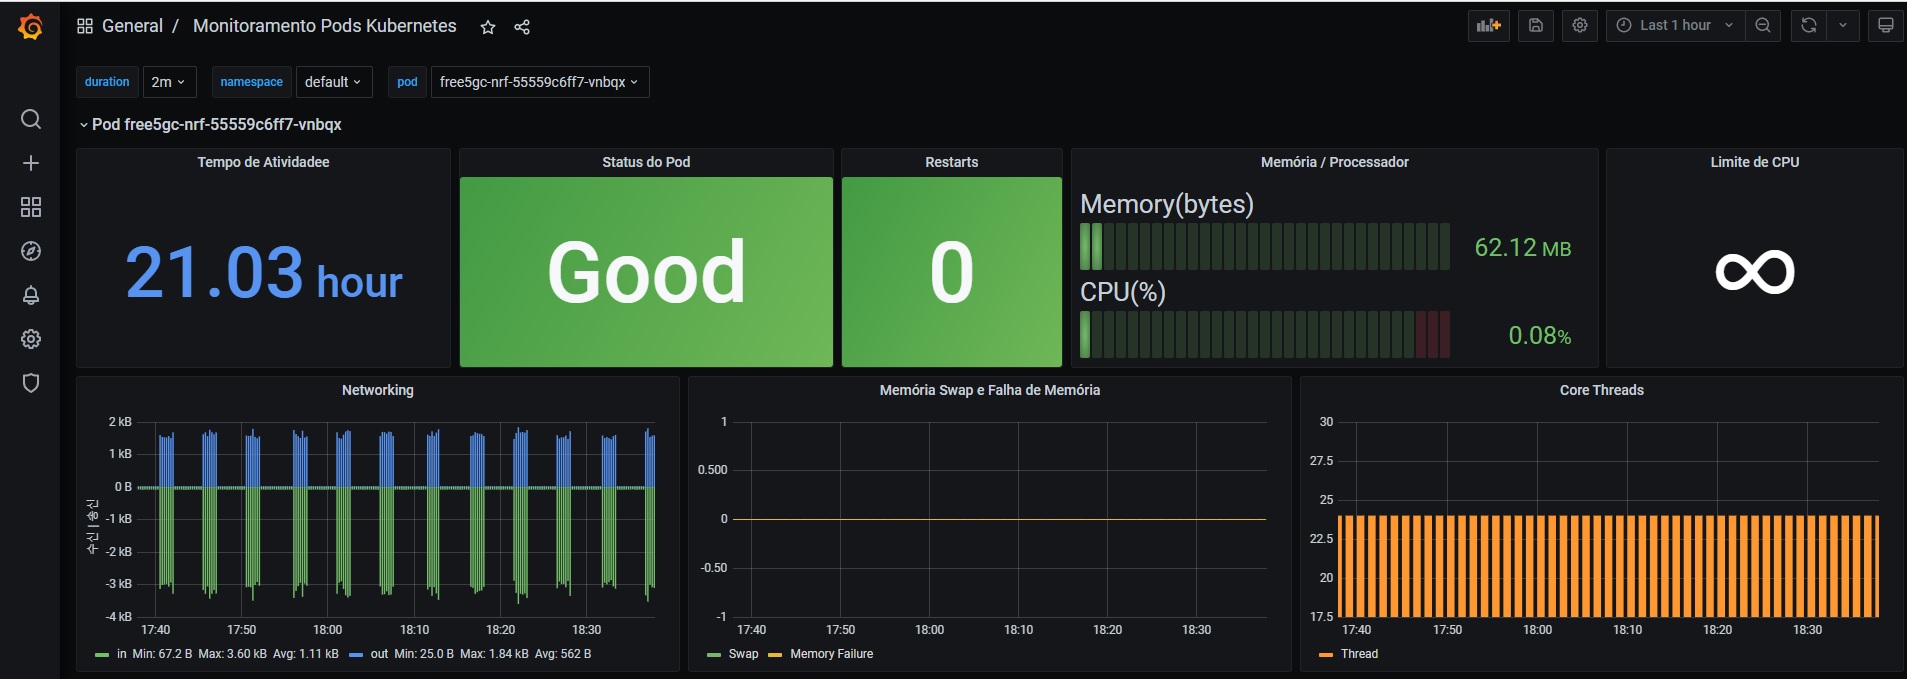 General / Monitoramento Pods Kubernetes
Last 1 hour
duration 2m namespace default pod free5gc-nrf-55559c6ff7-vnbqx
Pod free5gc-nrf-55559c6ff7-vnbqx
Tempo de Atividadee
21.03 hour
Status do Pod
Good
Restarts
0
Memória / Processador
Memory(bytes)
62.12 MB
CPU(%)
0.08%
Limite de CPU
∞
Networking
2 kB
1 kB
0 B
-1 kB
-2 kB
-3 kB
-4 kB
수신 | 송신
17:40 17:50 18:00 18:10 18:20 18:30
in Min: 67.2 B Max: 3.60 kB Avg: 1.11 kB out Min: 25.0 B Max: 1.84 kB Avg: 562 B
Memória Swap e Falha de Memória
1
0.500
0
-0.50
-1
17:40 17:50 18:00 18:10 18:20 18:30
Swap Memory Failure
Core Threads
30
27.5
25
22.5
20
17.5
17:40 17:50 18:00 18:10 18:20 18:30
Thread